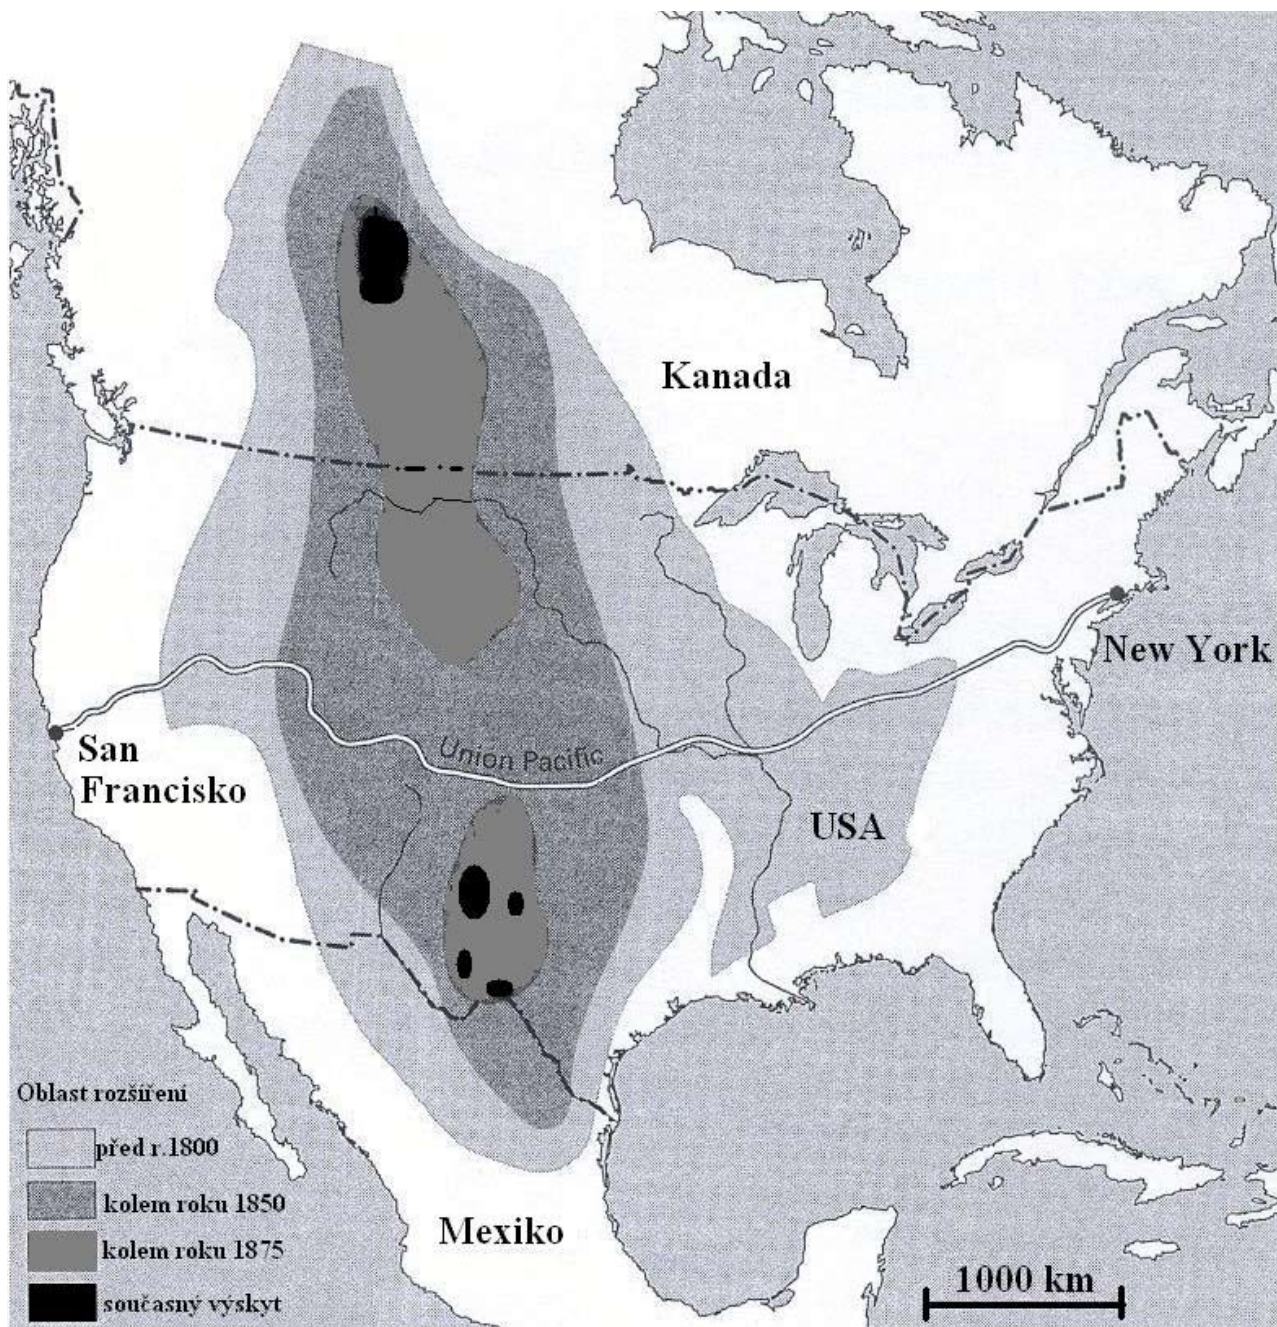 Kanada
New York
San
Francisko
Union Pacific
USA
Oblast rozšíření
před r.1800
kolem roku 1850
kolem roku 1875
současný výskyt
Mexiko
1000 km